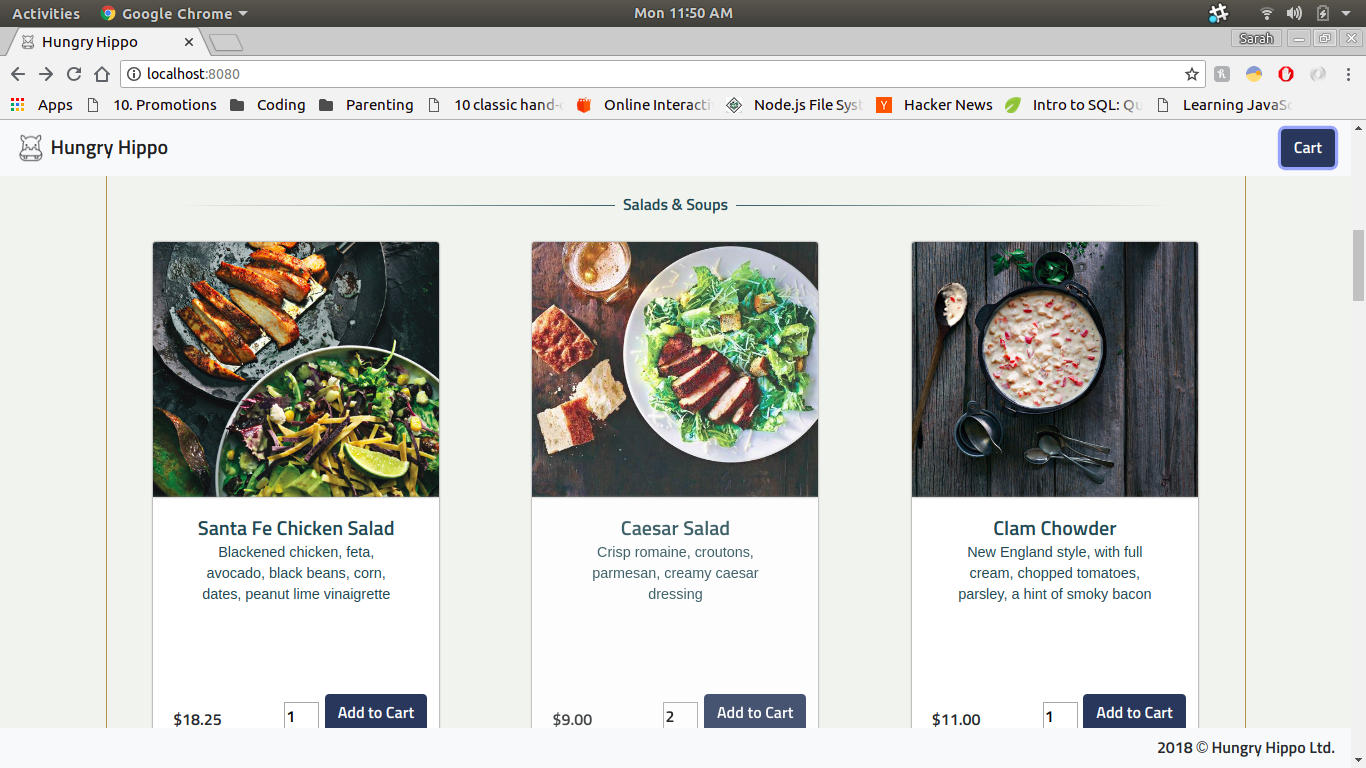 Activities Google Chrome Mon 11:50 AM
Hungry Hippo Sarah
localhost:8080
Apps 10. Promotions Coding Parenting 10 classic hand- Online Interacti Node.js File Syst Hacker News Intro to SQL: Qu Learning JavaSc
Hungry Hippo Cart
Salads & Soups
Santa Fe Chicken Salad
Blackened chicken, feta,
avocado, black beans, corn,
dates, peanut lime vinaigrette
$18.25 1 Add to Cart
Caesar Salad
Crisp romaine, croutons,
parmesan, creamy caesar
dressing
$9.00 2 Add to Cart
Clam Chowder
New England style, with full
cream, chopped tomatoes,
parsley, a hint of smoky bacon
$11.00 1 Add to Cart
2018 © Hungry Hippo Ltd.